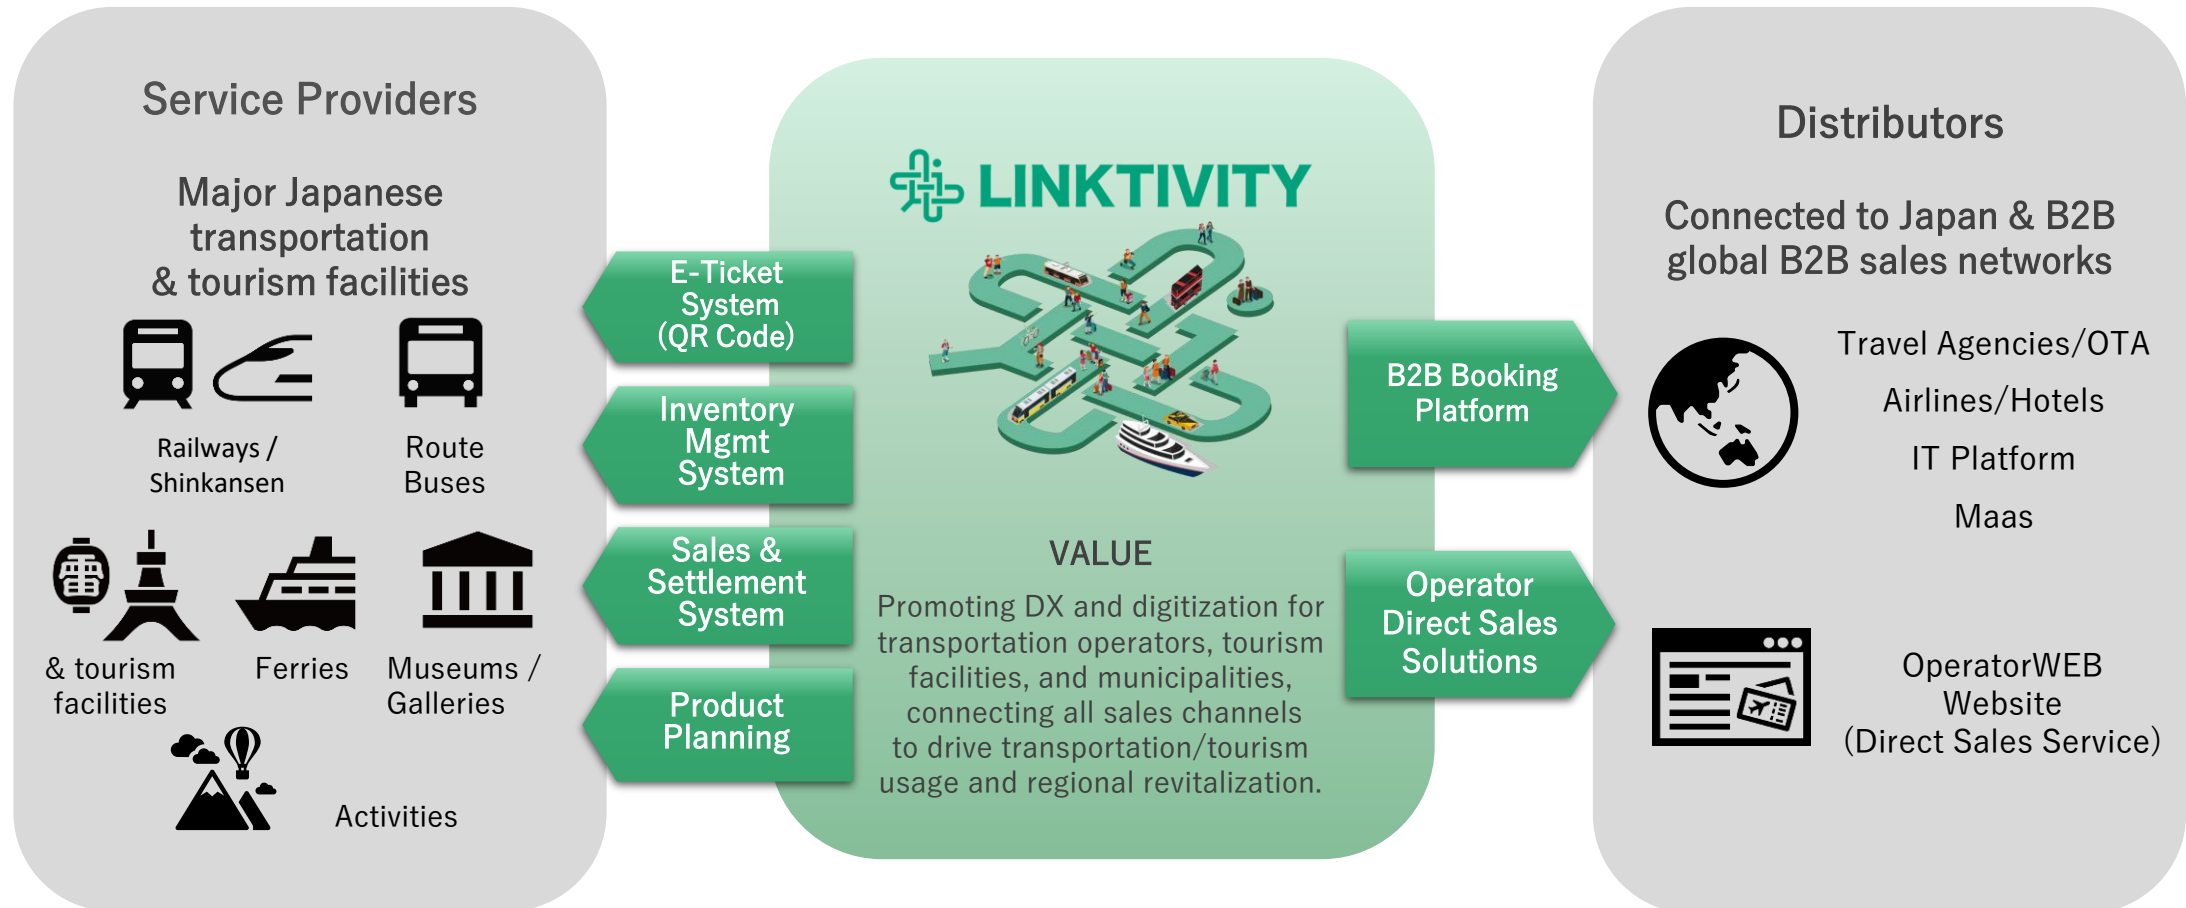 Service Providers
Major Japanese
transportation
& tourism facilities
Railways /
Shinkansen
Route
Buses
電
& tourism
facilities
Ferries
Museums /
Galleries
Activities
E-Ticket
System
(QR Code)
Inventory
Mgmt
System
Sales &
Settlement
System
Product
Planning
LINKTIVITY
VALUE
Promoting DX and digitization for
transportation operators, tourism
facilities, and municipalities,
connecting all sales channels
to drive transportation/tourism
usage and regional revitalization.
B2B Booking
Platform
Operator
Direct Sales
Solutions
Distributors
Connected to Japan & B2B
global B2B sales networks
Travel Agencies/OTA
Airlines/Hotels
IT Platform
Maas
OperatorWEB
Website
(Direct Sales Service)